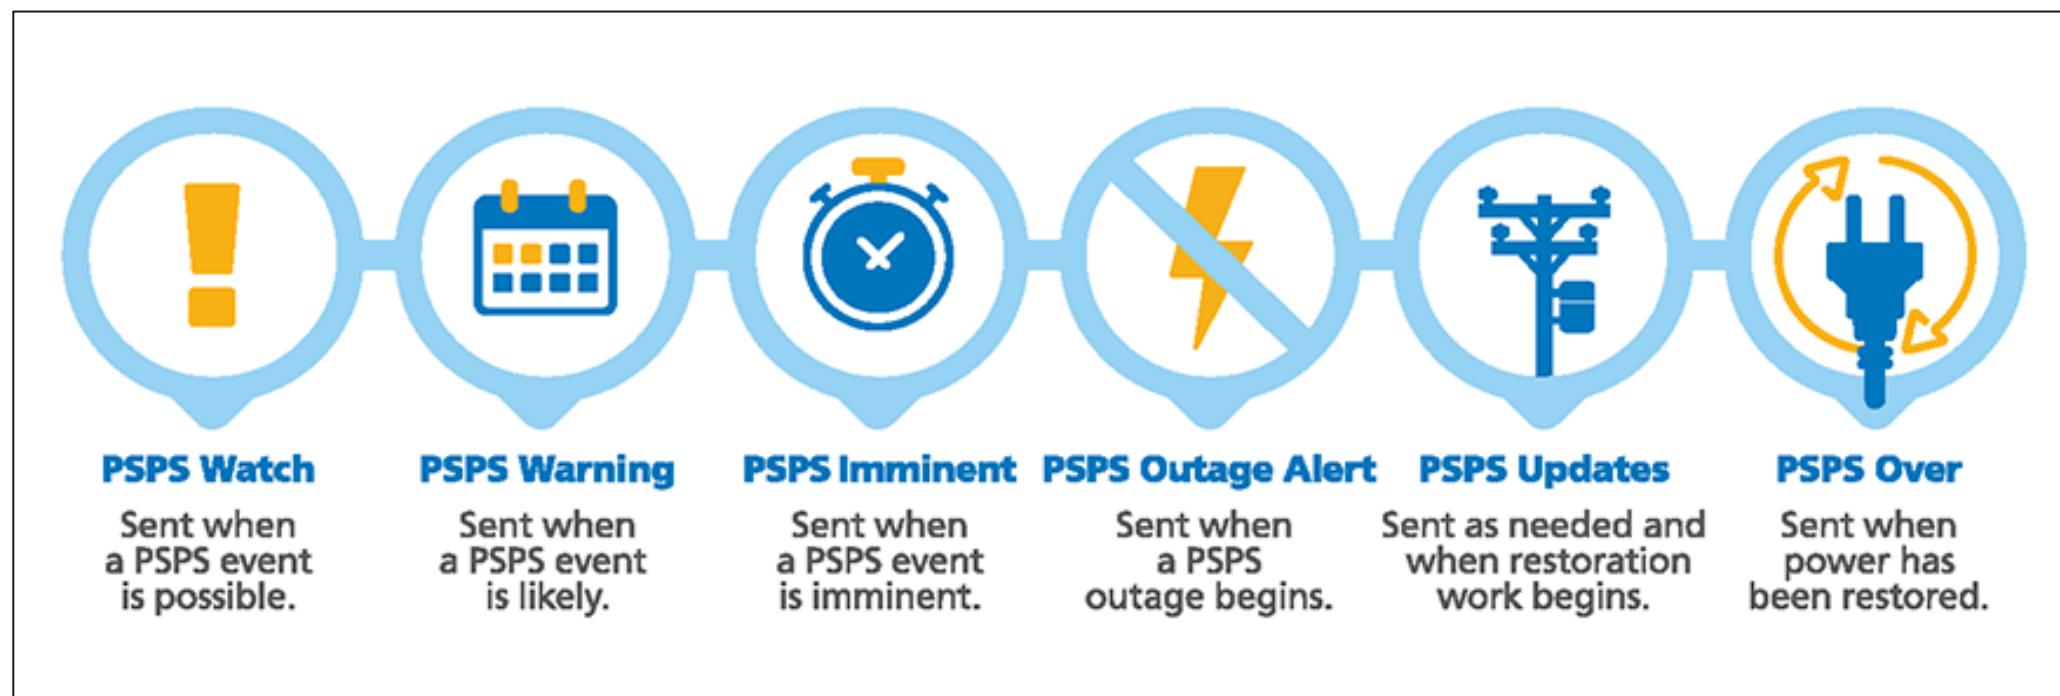 PSPS Watch
Sent when
a PSPS event
is possible.
PSPS Warning
Sent when
a PSPS event
is likely.
PSPS Imminent
Sent when
a PSPS event
is imminent.
PSPS Outage Alert
Sent when
a PSPS
outage begins.
PSPS Updates
Sent as needed and
when restoration
work begins.
PSPS Over
Sent when
power has
been restored.